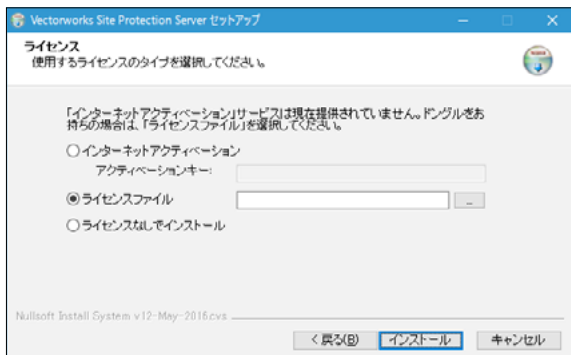 Vectorworks Site Protection Server セットアップ
ライセンス
使用するライセンスのタイプを選択してください。
「インターネットアクティベーション」サービスは現在提供されていません。ドングルをお
持ちの場合は、「ライセンスファイル」を選択してください。
インターネットアクティベーション
アクティベーションキー:
ライセンスファイル
...
ライセンスなしでインストール
Nullsoft Install System v12-May-2016.cvs
< 戻る(B)
インストール
キャンセル